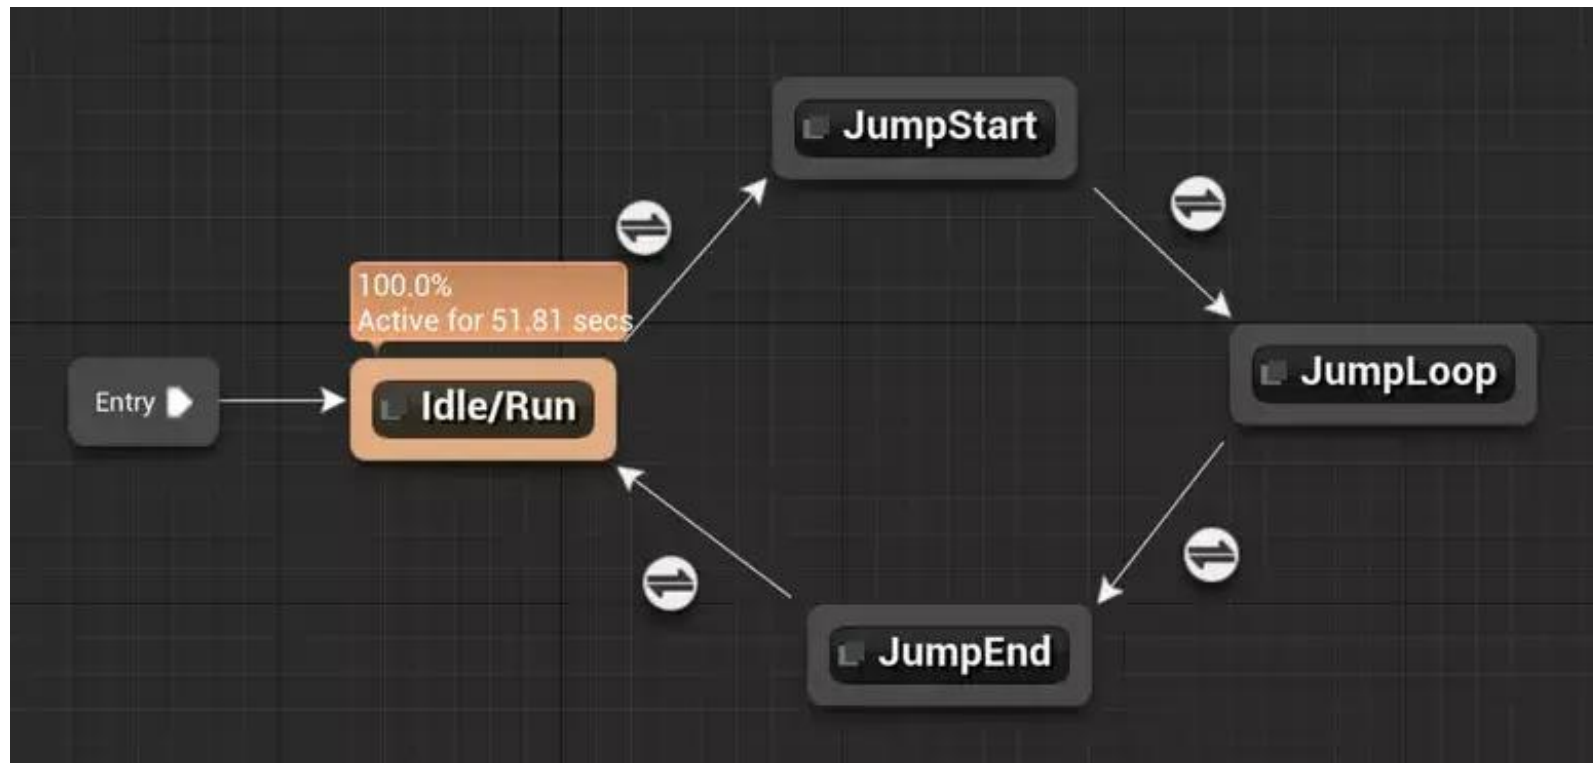 JumpStart
100.0%
Active for 51.81 secs
JumpLoop
Entry
Idle/Run
JumpEnd